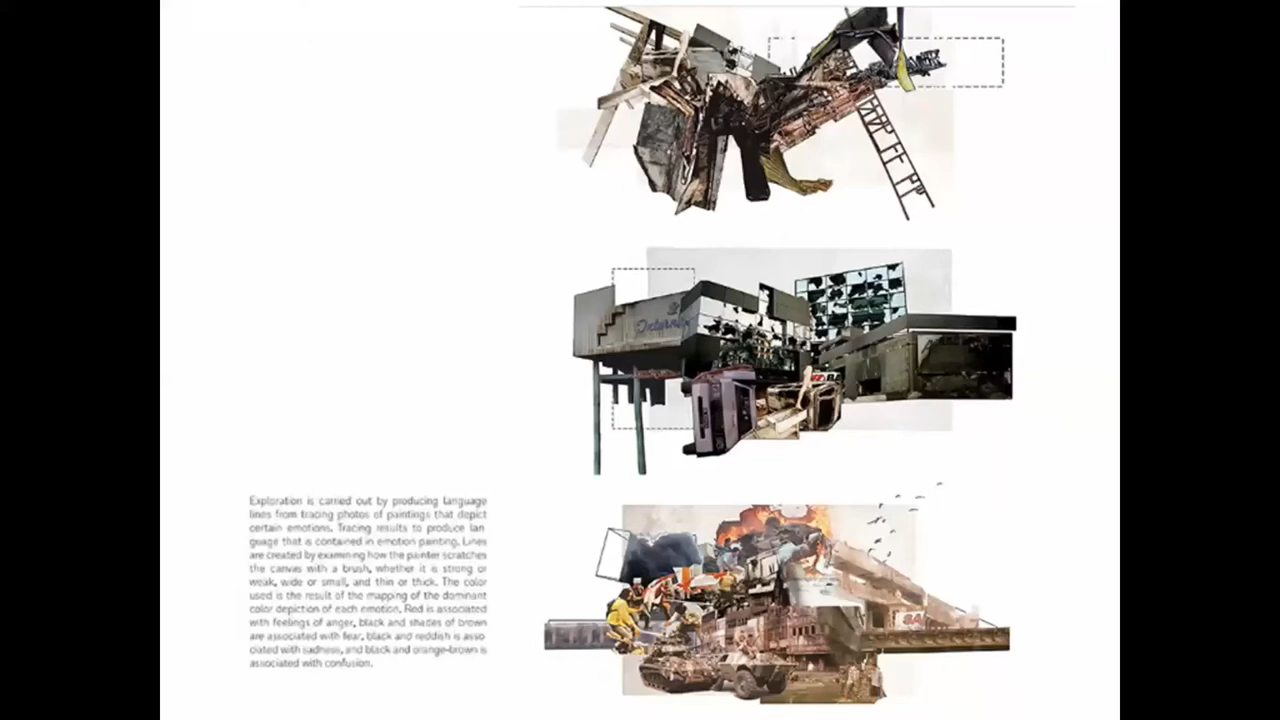 Exploration is carried out by producing language
lines from tracing photos of paintings that depict
certain emotions. Tracing results to produce lan
guage that is contained in emotion painting. Lines
are created by examining how the painter scratches
the canvas with a brush, whether it is strong or
weak, wide or small, and thin or thick. The color
used is the result of the mapping of the dominant
color depiction of each emotion. Red is associated
with feelings of anger, black and shades of brown
are associated with fear, black and reddish is asso
ciated with sadness, and black and orange-brown is
associated with confusion.